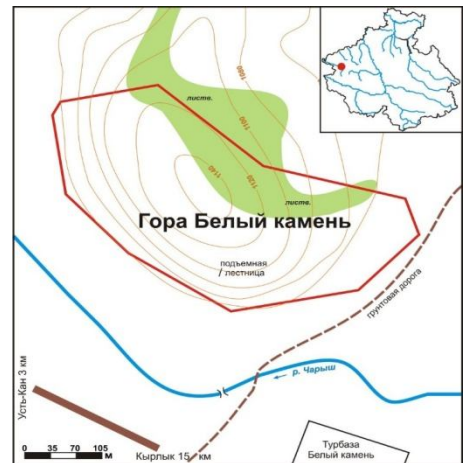 листв.
1080
1100
1120
1140
листв.
Гора Белый камень
подъемная
лестница
грунтовая дорога
р. Чарыш
Усть-Кан 3 км
0 35 70 105
м
Кырлык 15 км
Турбаза
Белый камень